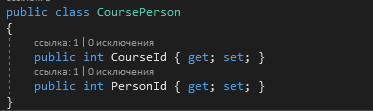 public class CoursePerson
{
ссылка: 1 | 0 исключения
public int CourseId { get; set; }
ссылка: 1 | 0 исключения
public int PersonId { get; set; }
}